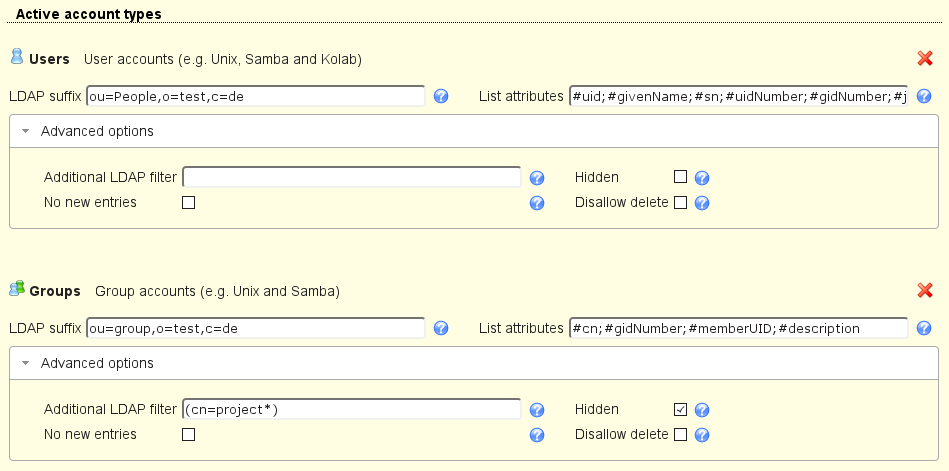 Active account types
Users User accounts (e.g. Unix, Samba and Kolab)
LDAP suffix ou=People,o=test,c=de List attributes #uid;#givenName;#sn;#uidNumber;#gidNumber;#j
Advanced options
Additional LDAP filter Hidden
No new entries Disallow delete
Groups Group accounts (e.g. Unix and Samba)
LDAP suffix ou=group,o=test,c=de List attributes #cn;#gidNumber;#memberUID;#description
Advanced options
Additional LDAP filter (cn=project*) Hidden
No new entries Disallow delete